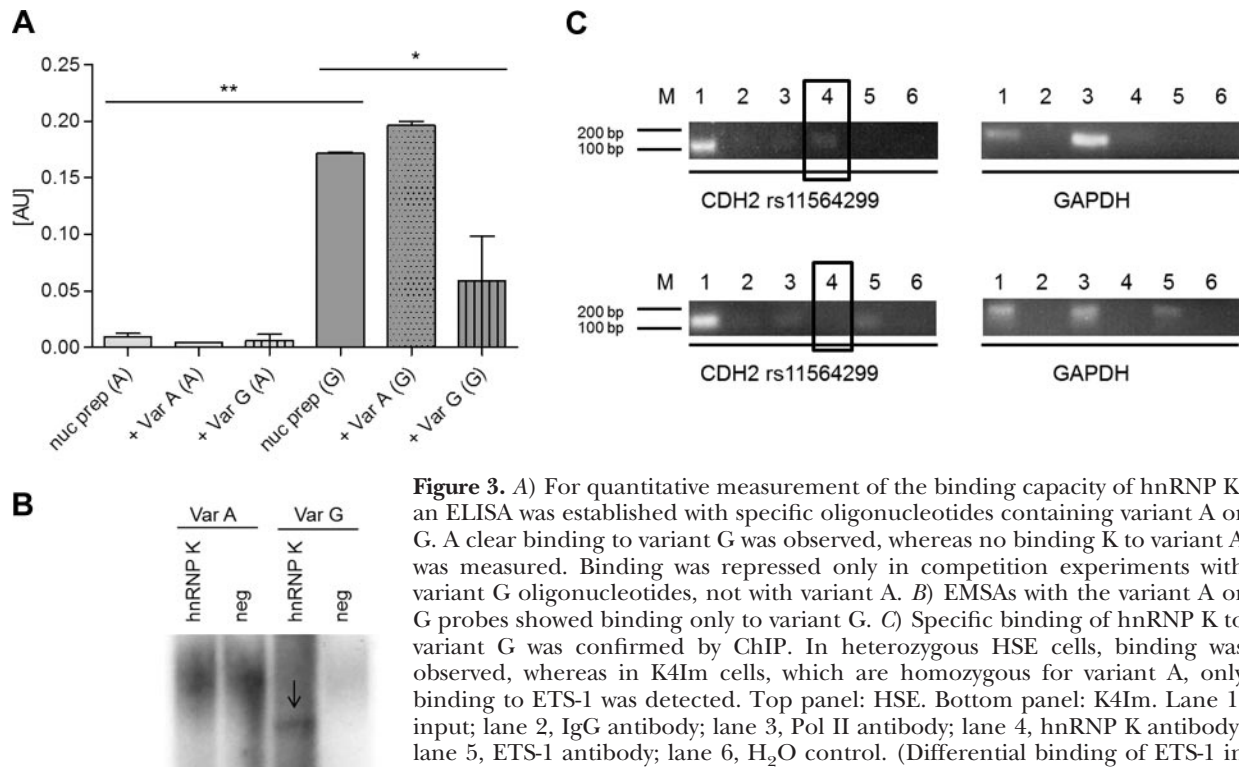 A
0.25
0.20
0.15
0.10
0.05
0.00
[AU]
**
*
nuc prep (A)
+ Var A (A)
+ Var G (A)
nuc prep (G)
+ Var A (G)
+ Var G (G)
C
M 1 2 3 4 5 6
200 bp
100 bp
CDH2 rs11564299
1 2 3 4 5 6
GAPDH
M 1 2 3 4 5 6
200 bp
100 bp
CDH2 rs11564299
1 2 3 4 5 6
GAPDH
B
Var A Var G
hnRNP K
neg
hnRNP K
neg
Figure 3. A) For quantitative measurement of the binding capacity of hnRNP K
an ELISA was established with specific oligonucleotides containing variant A or
G. A clear binding to variant G was observed, whereas no binding K to variant A
was measured. Binding was repressed only in competition experiments with
variant G oligonucleotides, not with variant A. B) EMSAs with the variant A or
G probes showed binding only to variant G. C) Specific binding of hnRNP K to
variant G was confirmed by ChIP. In heterozygous HSE cells, binding was
observed, whereas in K4Im cells, which are homozygous for variant A, only
binding to ETS-1 was detected. Top panel: HSE. Bottom panel: K4Im. Lane 1
input; lane 2, IgG antibody; lane 3, Pol II antibody; lane 4, hnRNP K antibody
lane 5, ETS-1 antibody; lane 6, H₂O control. (Differential binding of ETS-1 in